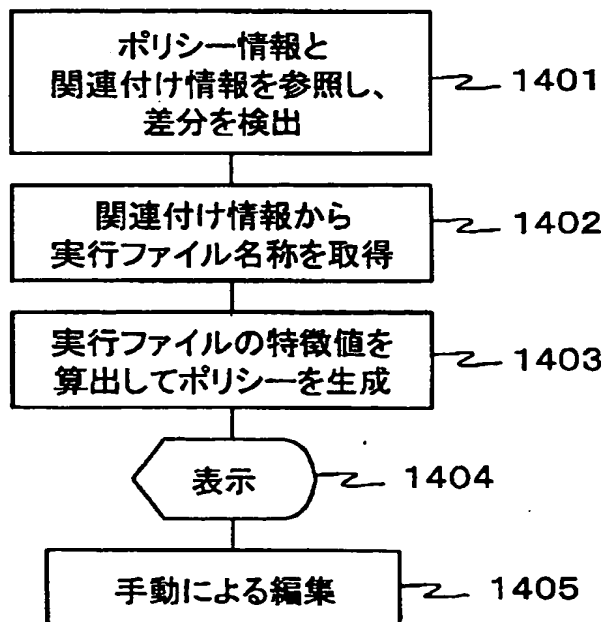 ポリシー情報と
関連付け情報を参照し、
差分を検出
1401
関連付け情報から
実行ファイル名称を取得
1402
実行ファイルの特徴値を
算出してポリシーを生成
1403
表示
1404
手動による編集
1405